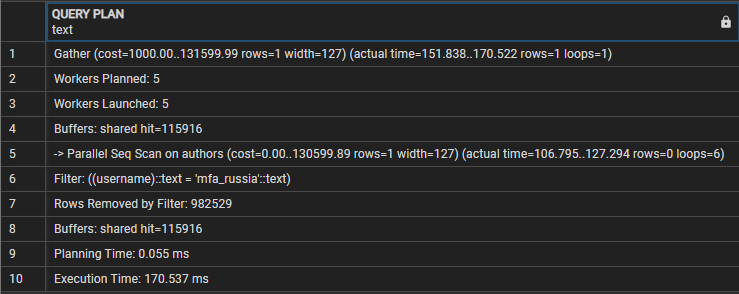 QUERY PLAN
text
1 Gather (cost=1000.00..131599.99 rows=1 width=127) (actual time=151.838..170.522 rows=1 loops=1)
2 Workers Planned: 5
3 Workers Launched: 5
4 Buffers: shared hit=115916
5 -> Parallel Seq Scan on authors (cost=0.00..130599.89 rows=1 width=127) (actual time=106.795..127.294 rows=0 loops=6)
6 Filter: ((username)::text = 'mfa_russia'::text)
7 Rows Removed by Filter: 982529
8 Buffers: shared hit=115916
9 Planning Time: 0.055 ms
10 Execution Time: 170.537 ms